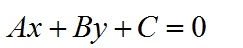 Ax + By + C = 0